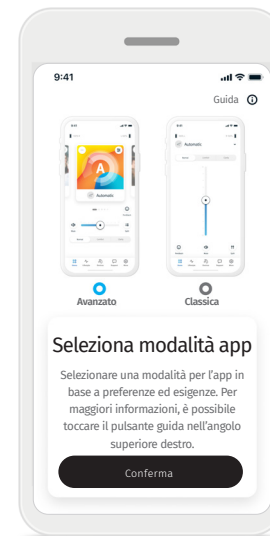 9:41
Guida
A
Automatic
Automatic
Avanzato
Classica
Seleziona modalità app
Selezionare una modalità per l'app in
base a preferenze ed esigenze. Per
maggiori informazioni, è possibile
toccare il pulsante guida nell'angolo
superiore destro.
Conferma